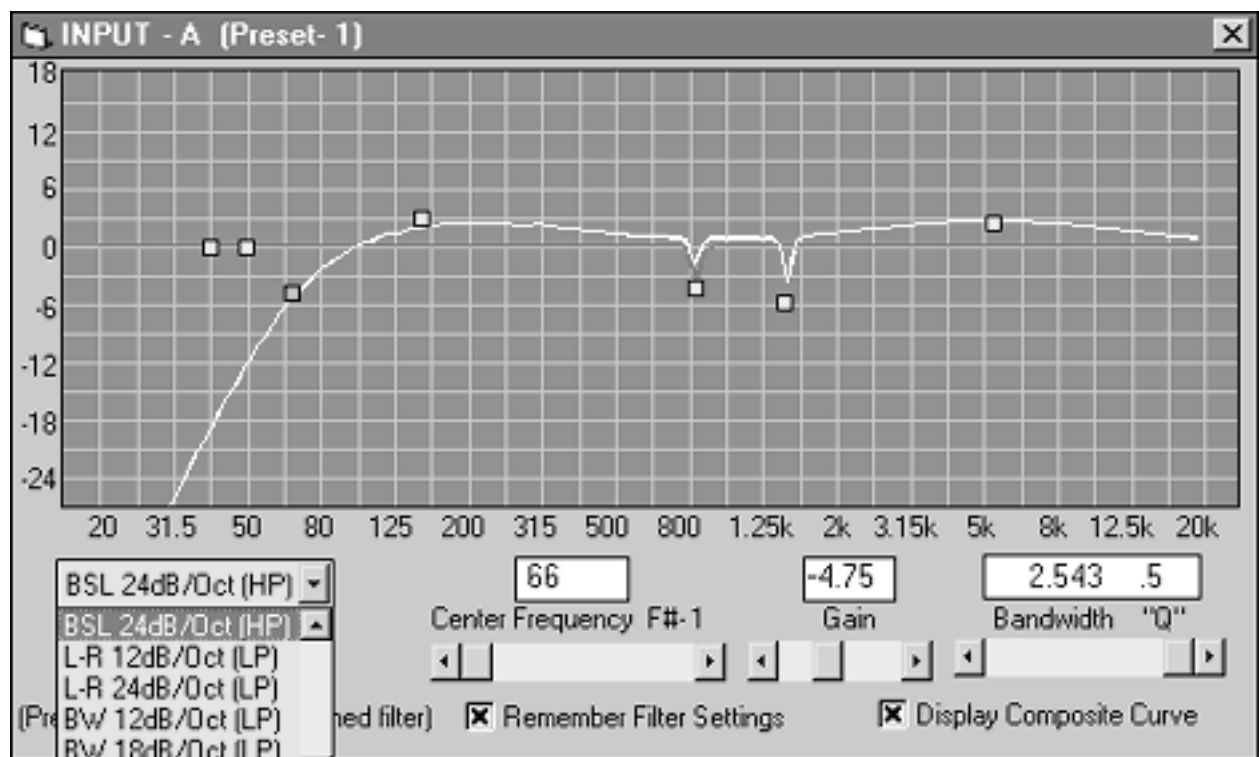 INPUT - A (Preset- 1)
18
12
6
0
-6
-12
-18
-24
20 31.5 50 80 125 200 315 500 800 1.25k 2k 3.15k 5k 8k 12.5k 20k
BSL 24dB/Oct (HP) 66 -4.75 2.543 .5
BSL 24dB/Oct (HP) Center Frequency F#-1 Gain Bandwidth "Q"
L-R 12dB/Oct (LP)
L-R 24dB/Oct (LP)
(Pre BW 12dB/Oct (LP) ned filter) Remember Filter Settings Display Composite Curve
BW 18dB/Oct (LP)